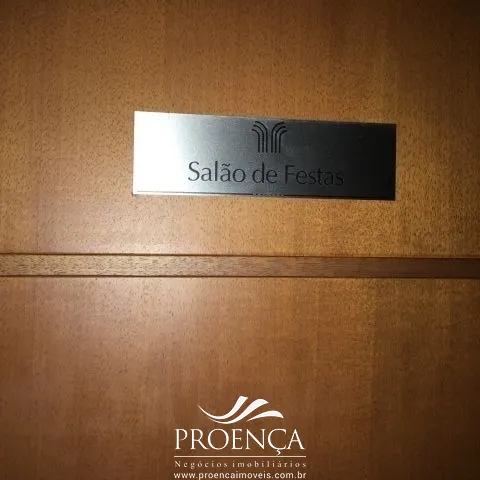 Salão de Festas
PROENÇA
Negócios imobiliários
www.proencaimoveis.com.br